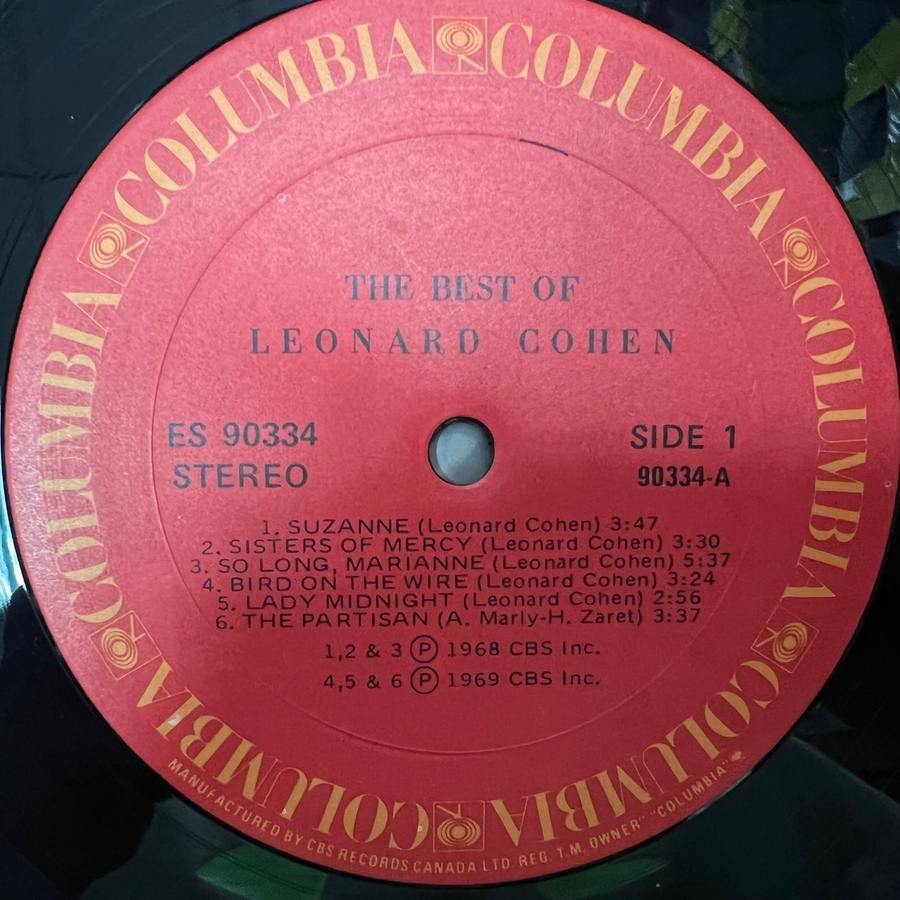 COLUMBIA COLUMBIA COLUMBIA COLUMBIA COLUMBIA COLUMBIA COLUMBIA
THE BEST OF
LEONARD COHEN
ES 90334
STEREO
SIDE 1
90334-A
1. SUZANNE (Leonard Cohen) 3:47
2. SISTERS OF MERCY (Leonard Cohen) 3:30
3. SO LONG, MARIANNE (Leonard Cohen) 5:37
4. BIRD ON THE WIRE (Leonard Cohen) 3:24
5. LADY MIDNIGHT (Leonard Cohen) 2:56
6. THE PARTISAN (A. Marly-H. Zaret) 3:37
1,2 & 3 Ⓟ 1968 CBS Inc.
4,5 & 6 Ⓟ 1969 CBS Inc.
MANUFACTURED BY CBS RECORDS CANADA LTD REG. T.M. OWNER "COLUMBIA"